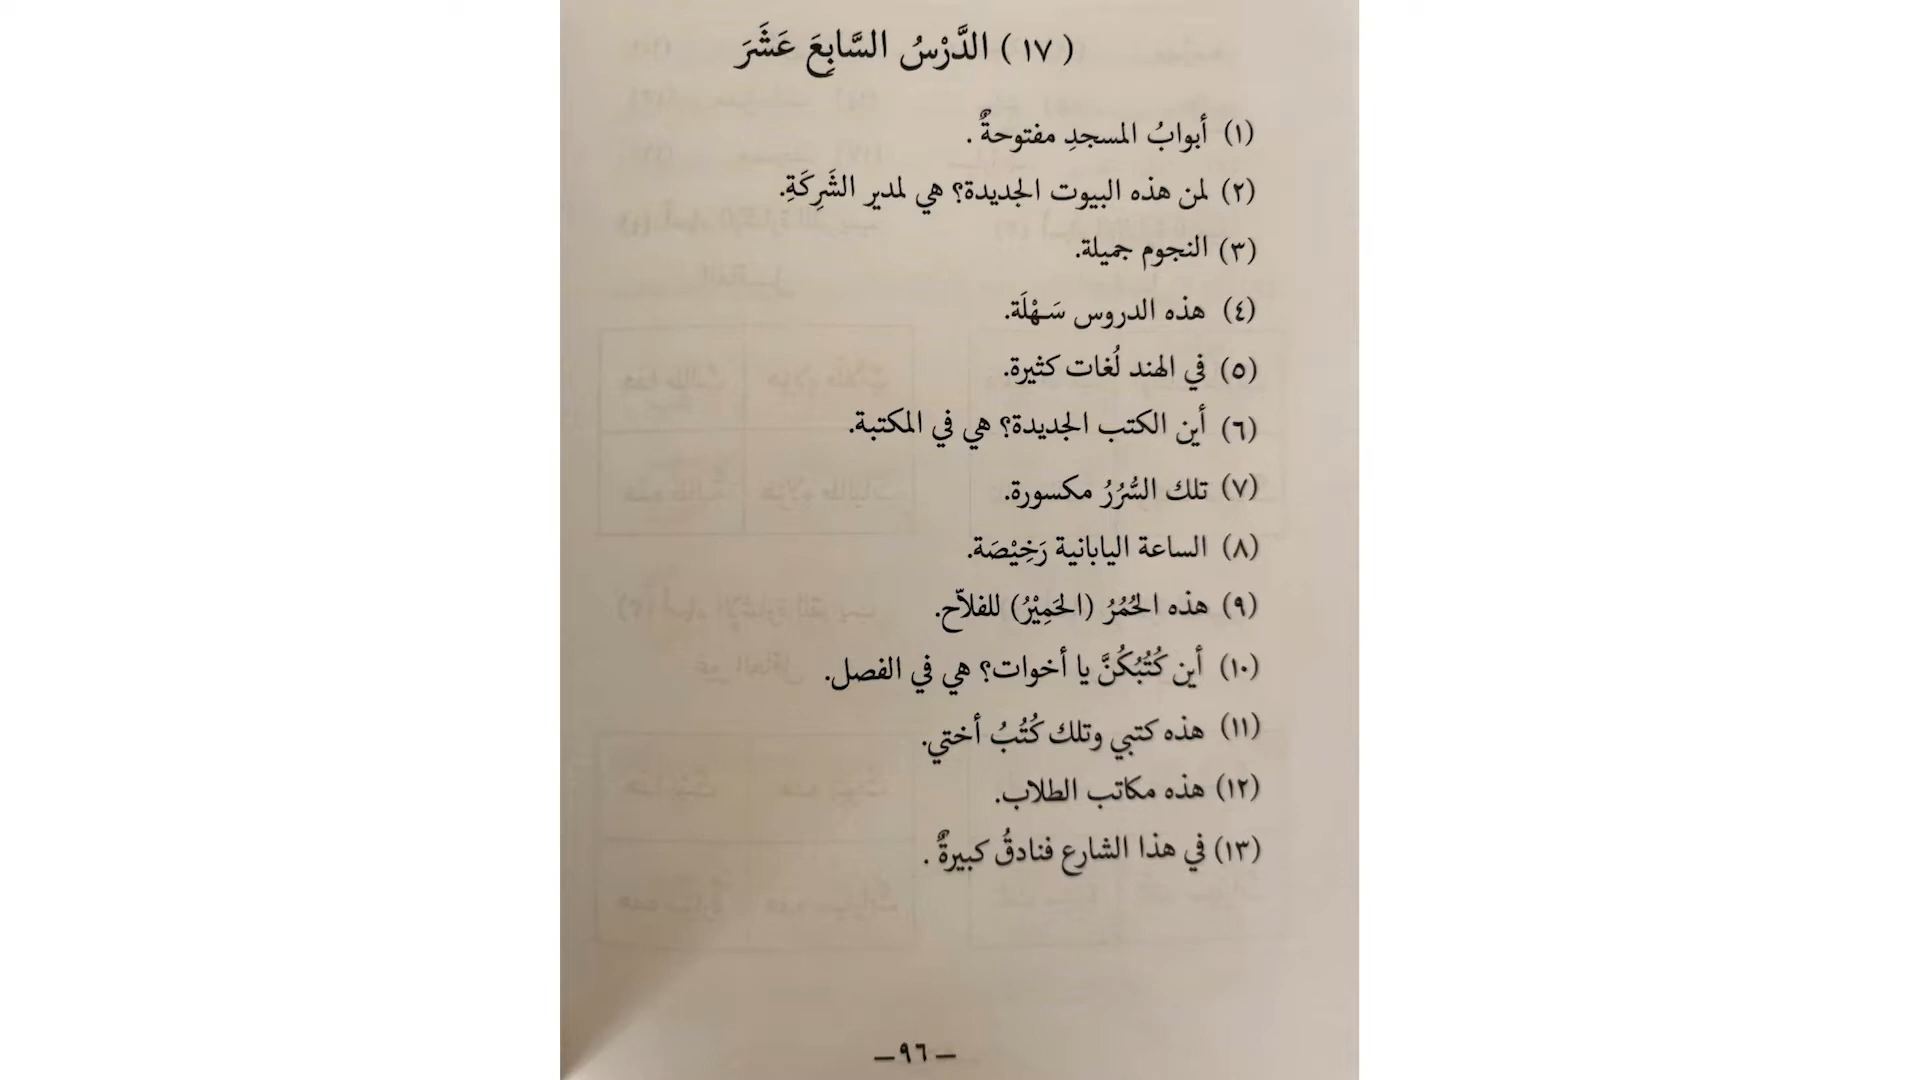 (١٧) الدَّرْسُ السَّابِعَ عَشَرَ
(١) أبوابُ المسجدِ مفتوحةٌ .
(٢) لمن هذه البيوت الجديدة؟ هي لمدير الشَرِكَةِ.
(٣) النجوم جميلة.
(٤) هذه الدروس سَهْلَة.
(٥) في الهند لُغات كثيرة.
(٦) أين الكتب الجديدة؟ هي في المكتبة.
(٧) تلك السُّرُرُ مكسورة.
(٨) الساعة اليابانية رَخِيْصَة.
(٩) هذه الحُمُرُ (الحَمِيْرُ) للفلاّح.
(١٠) أين كُتُبُكُنَّ يا أخوات؟ هي في الفصل.
(١١) هذه كتبي وتلك كُتُبُ أختي.
(١٢) هذه مكاتب الطلاب.
(١٣) في هذا الشارع فنادقُ كبيرةٌ .
—٩٦—